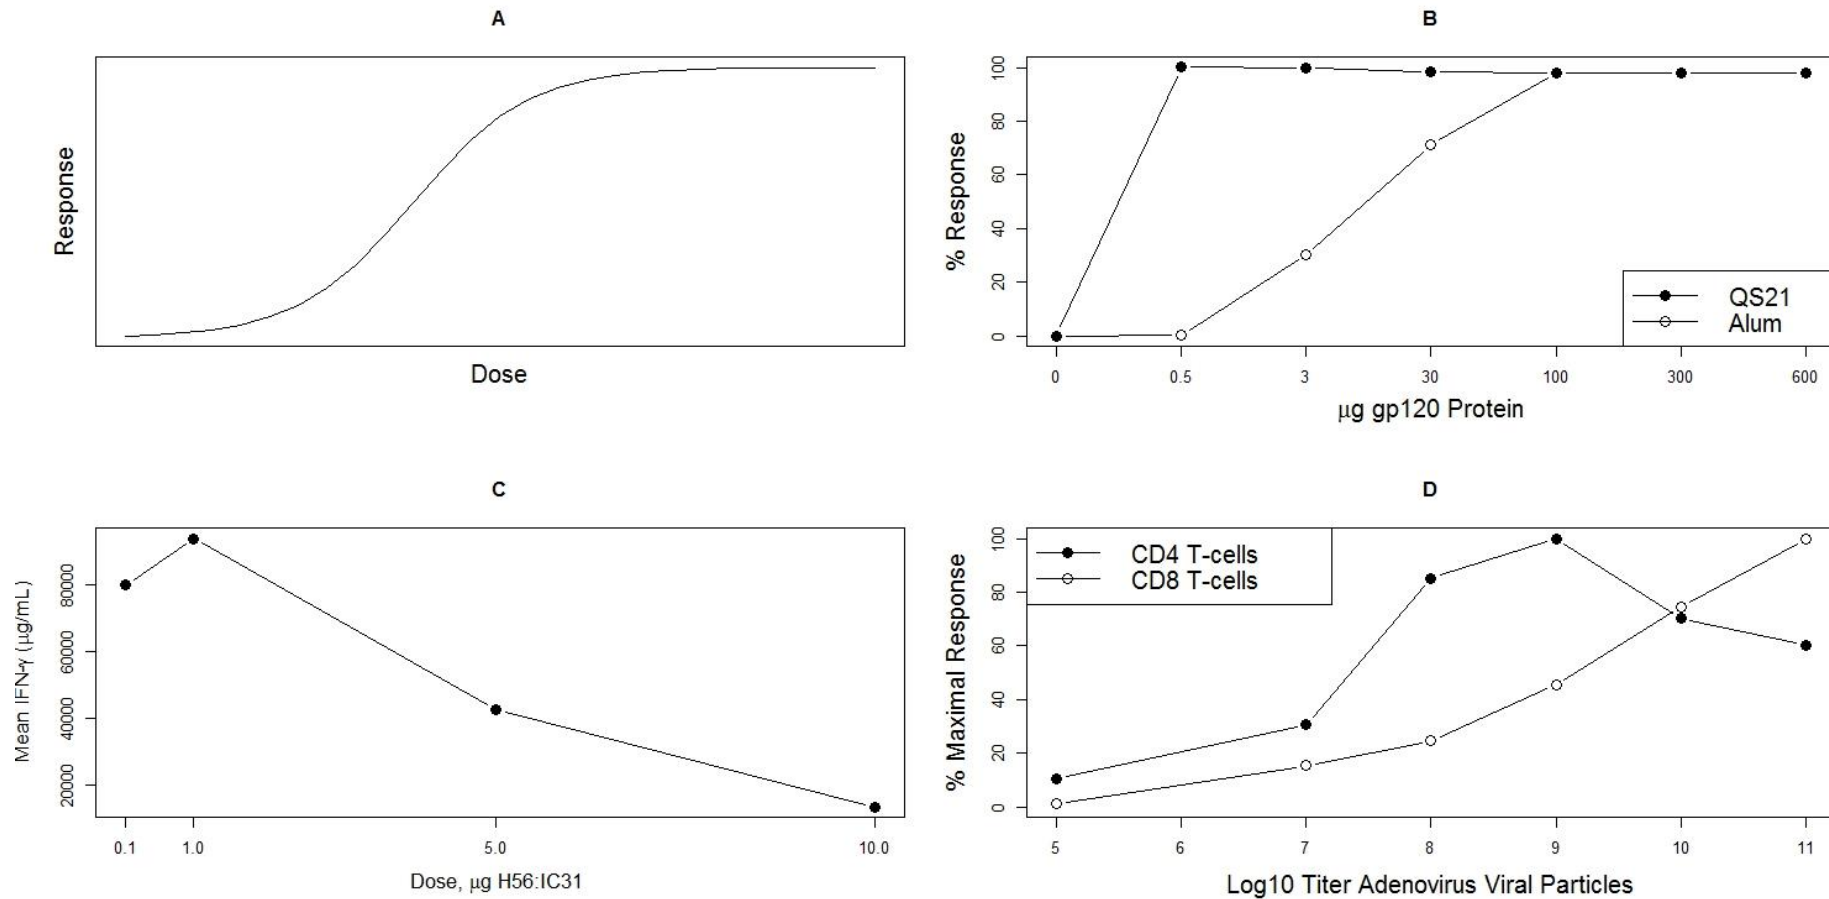 A
Response
Dose
B
% Response
100
80
60
40
20
0
QS21
Alum
0 0.5 3 30 100 300 600
µg gp120 Protein
C
Mean IFN-γ (µg/mL)
80000
60000
40000
20000
0.1 1.0 5.0 10.0
Dose, µg H56:IC31
D
% Maximal Response
100
80
60
40
20
0
CD4 T-cells
CD8 T-cells
5 6 7 8 9 10 11
Log10 Titer Adenovirus Viral Particles